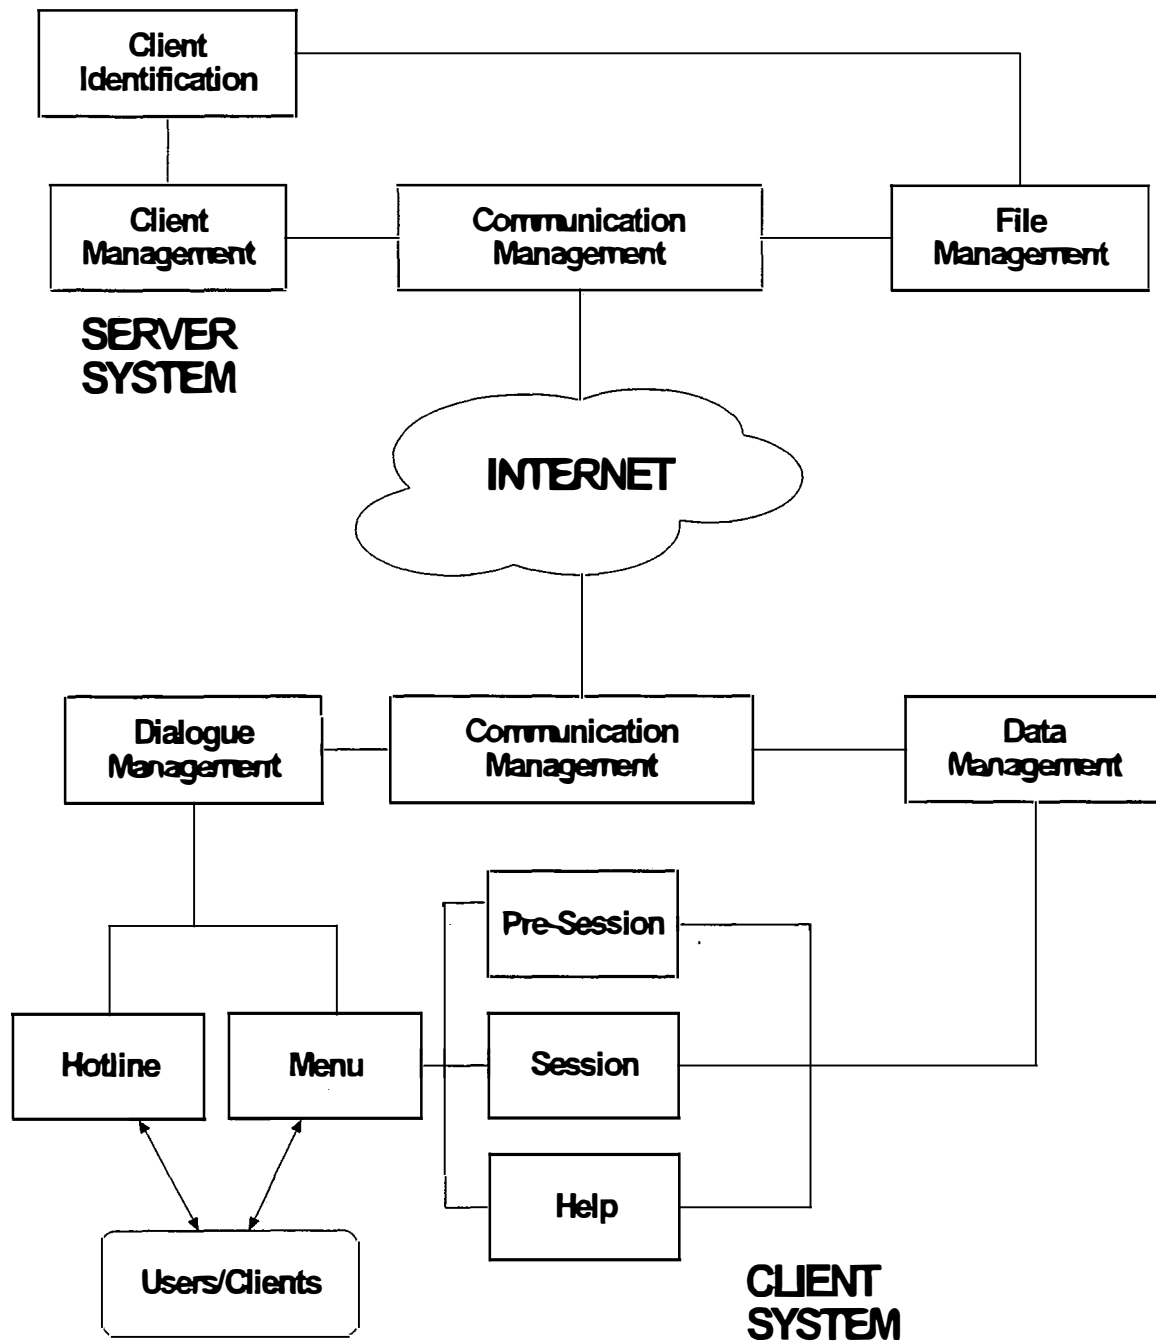 Client
Identification
Client
Management
Communication
Management
File
Management
SERVER
SYSTEM
INTERNET
Dialogue
Management
Communication
Management
Data
Management
Pre-Session
Hotline
Menu
Session
Help
Users/Clients
CLIENT
SYSTEM